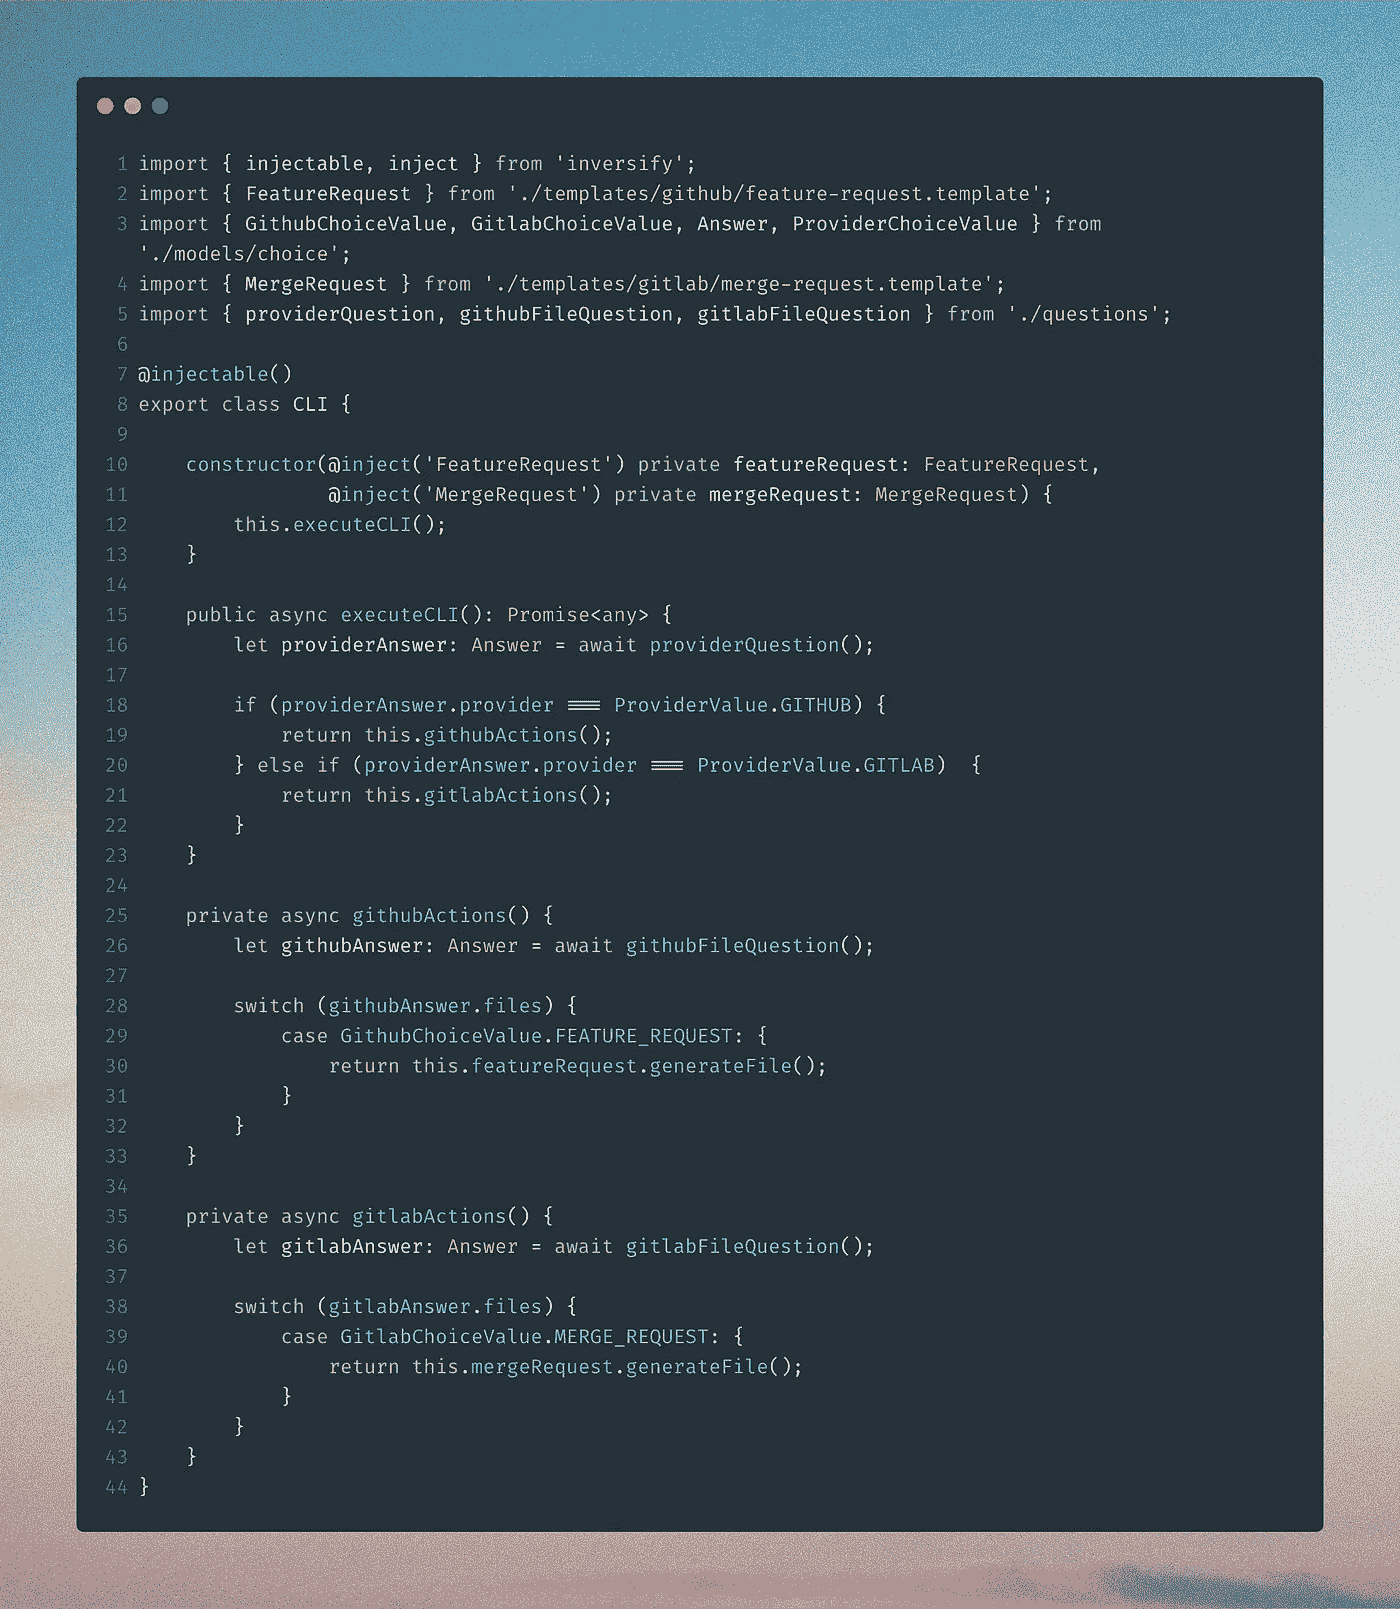 1 import { injectable, inject } from 'inversify';
2 import { FeatureRequest } from './templates/github/feature-request.template';
3 import { GithubChoiceValue, GitlabChoiceValue, Answer, ProviderChoiceValue } from
'./models/choice';
4 import { MergeRequest } from './templates/gitlab/merge-request.template';
5 import { providerQuestion, githubFileQuestion, gitlabFileQuestion } from './questions';
6
7 @injectable()
8 export class CLI {
9
10     constructor(@inject('FeatureRequest') private featureRequest: FeatureRequest,
11                 @inject('MergeRequest') private mergeRequest: MergeRequest) {
12         this.executeCLI();
13     }
14
15     public async executeCLI(): Promise<any> {
16         let providerAnswer: Answer = await providerQuestion();
17
18         if (providerAnswer.provider === ProviderValue.GITHUB) {
19             return this.githubActions();
20         } else if (providerAnswer.provider === ProviderValue.GITLAB)  {
21             return this.gitlabActions();
22         }
23     }
24
25     private async githubActions() {
26         let githubAnswer: Answer = await githubFileQuestion();
27
28         switch (githubAnswer.files) {
29             case GithubChoiceValue.FEATURE_REQUEST: {
30                 return this.featureRequest.generateFile();
31             }
32         }
33     }
34
35     private async gitlabActions() {
36         let gitlabAnswer: Answer = await gitlabFileQuestion();
37
38         switch (gitlabAnswer.files) {
39             case GitlabChoiceValue.MERGE_REQUEST: {
40                 return this.mergeRequest.generateFile();
41             }
42         }
43     }
44 }